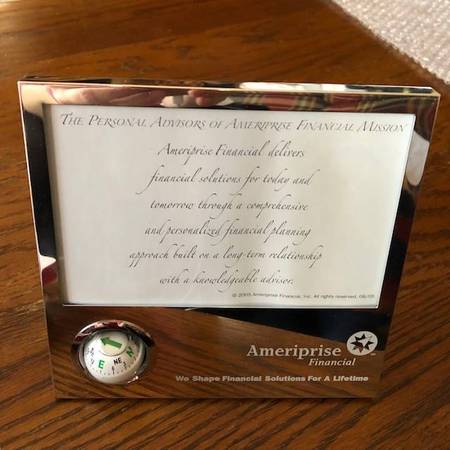 THE PERSONAL ADVISORS OF AMERIPRISE FINANCIAL MISSION
Ameriprise Financial delivers
financial solutions for today and
tomorrow through a comprehensive
and personalized financial planning
approach built on a long-term relationship
with a knowledgeable advisor.
© 2005 Ameriprise Financial, Inc. All rights reserved.
Ameriprise
Financial
We Shape Financial Solutions For A Lifetime
E NE N